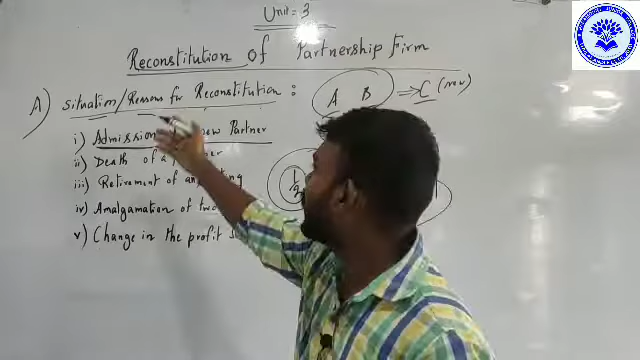 Unit = 3
Reconstitution of Partnership Firm
A) Situation/Reasons for Reconstitution :
A B ⇒ C (new)
i) Admission new Partner
ii) Death of a
iii) Retirement of an
iv) Amalgamation of two
v) Change in the profit